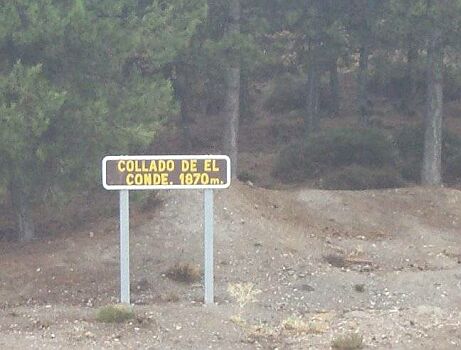 COLLADO DE EL
CONDE. 1870m.